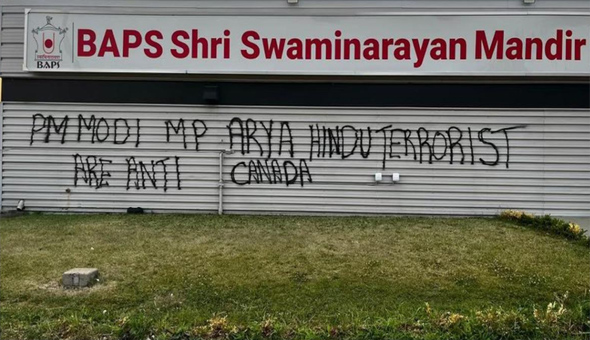 BAPS Shri Swaminarayan Mandir
BAPS
PM MODI MP ARYA HINDU TERRORIST
ARE ANTI CANADA